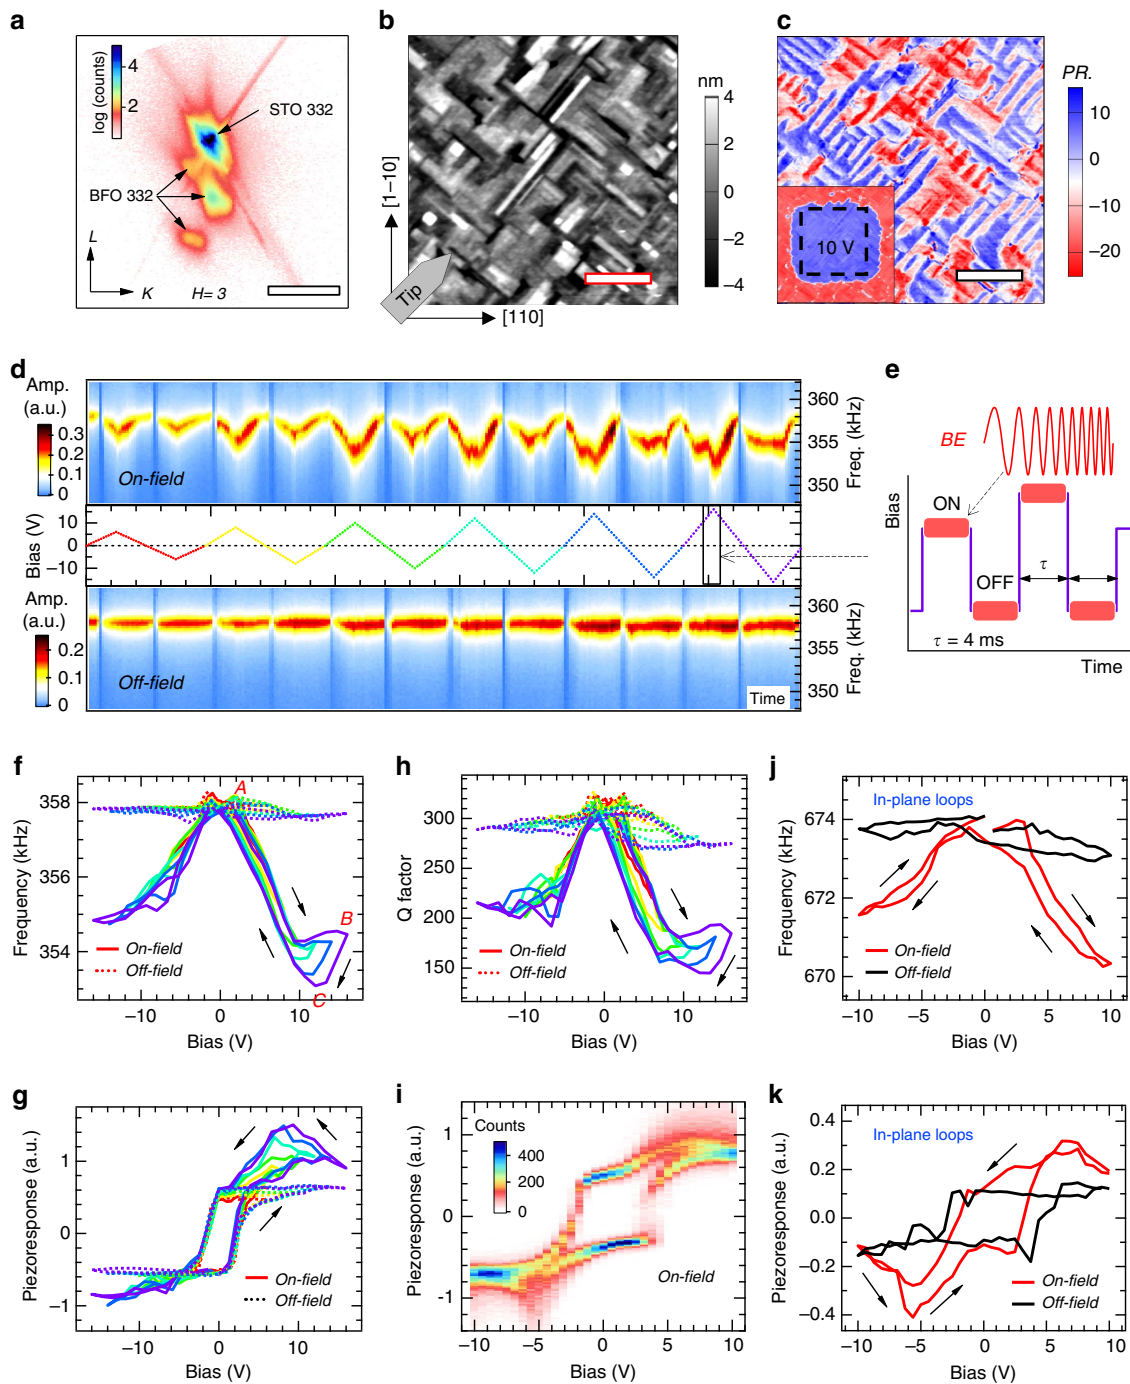 a
log (counts)
4
2
STO 332
BFO 332
L
K
H= 3
b
[1–10]
Tip
[110]
nm
4
2
0
–2
–4
c
PR.
10
0
–10
–20
10 V
d
Amp.
(a.u.)
0.3
0.2
0.1
0
On-field
360
355
350
Freq. (kHz)
Bias (V)
10
0
–10
Amp.
(a.u.)
0.2
0.1
0
Off-field
Time
360
355
350
Freq. (kHz)
e
BE
Bias
ON
OFF
τ
τ = 4 ms
Time
f
Frequency (kHz)
358
356
354
A
B
C
On-field
Off-field
–10
0
10
Bias (V)
h
Q factor
300
250
200
150
On-field
Off-field
–10
0
10
Bias (V)
j
In-plane loops
Frequency (kHz)
674
672
670
On-field
Off-field
–10
–5
0
5
10
Bias (V)
g
Piezoresponse (a.u.)
1
0
–1
On-field
Off-field
–10
0
10
Bias (V)
i
Counts
400
200
0
Piezoresponse (a.u.)
1
0
–1
On-field
–10
–5
0
5
10
Bias (V)
k
In-plane loops
Piezoresponse (a.u.)
0.4
0.2
0.0
–0.2
–0.4
On-field
Off-field
–10
–5
0
5
10
Bias (V)